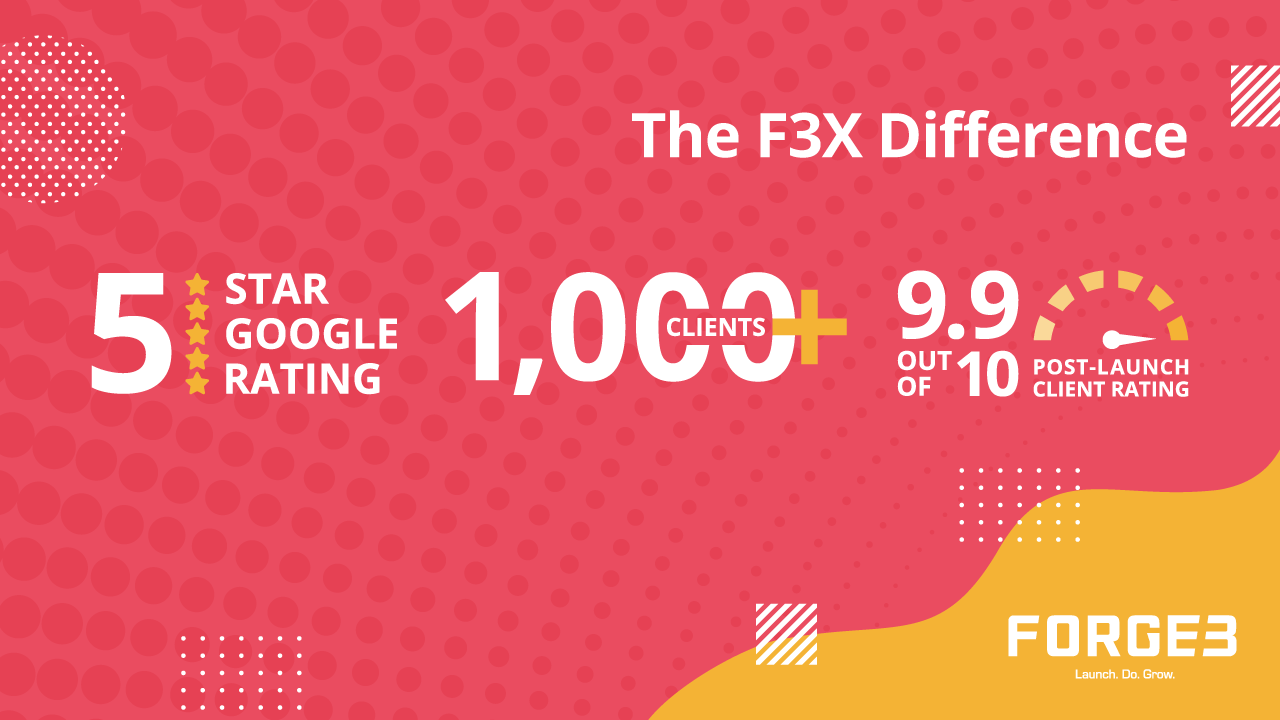 The F3X Difference
5
STAR
GOOGLE
RATING
1,000+
CLIENTS
9.9
OUT
OF
10
POST-LAUNCH
CLIENT RATING
FORGE3
Launch. Do. Grow.